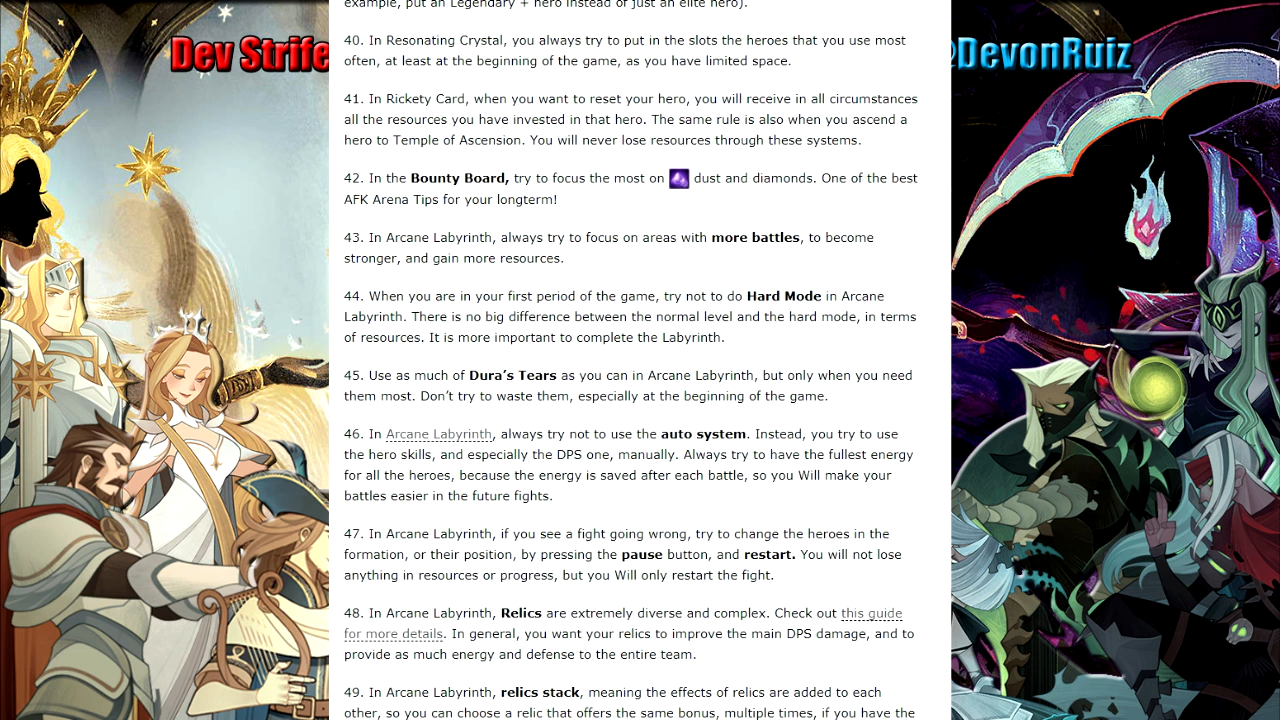 example, put an Legendary + hero instead of just an elite hero).
Dev Strife
@DevonRuiz
40. In Resonating Crystal, you always try to put in the slots the heroes that you use most
often, at least at the beginning of the game, as you have limited space.
41. In Rickety Card, when you want to reset your hero, you will receive in all circumstances
all the resources you have invested in that hero. The same rule is also when you ascend a
hero to Temple of Ascension. You will never lose resources through these systems.
42. In the Bounty Board, try to focus the most on dust and diamonds. One of the best
AFK Arena Tips for your longterm!
43. In Arcane Labyrinth, always try to focus on areas with more battles, to become
stronger, and gain more resources.
44. When you are in your first period of the game, try not to do Hard Mode in Arcane
Labyrinth. There is no big difference between the normal level and the hard mode, in terms
of resources. It is more important to complete the Labyrinth.
45. Use as much of Dura’s Tears as you can in Arcane Labyrinth, but only when you need
them most. Don’t try to waste them, especially at the beginning of the game.
46. In Arcane Labyrinth, always try not to use the auto system. Instead, you try to use
the hero skills, and especially the DPS one, manually. Always try to have the fullest energy
for all the heroes, because the energy is saved after each battle, so you Will make your
battles easier in the future fights.
47. In Arcane Labyrinth, if you see a fight going wrong, try to change the heroes in the
formation, or their position, by pressing the pause button, and restart. You will not lose
anything in resources or progress, but you Will only restart the fight.
48. In Arcane Labyrinth, Relics are extremely diverse and complex. Check out this guide
for more details. In general, you want your relics to improve the main DPS damage, and to
provide as much energy and defense to the entire team.
49. In Arcane Labyrinth, relics stack, meaning the effects of relics are added to each
other, so you can choose a relic that offers the same bonus, multiple times, if you have the